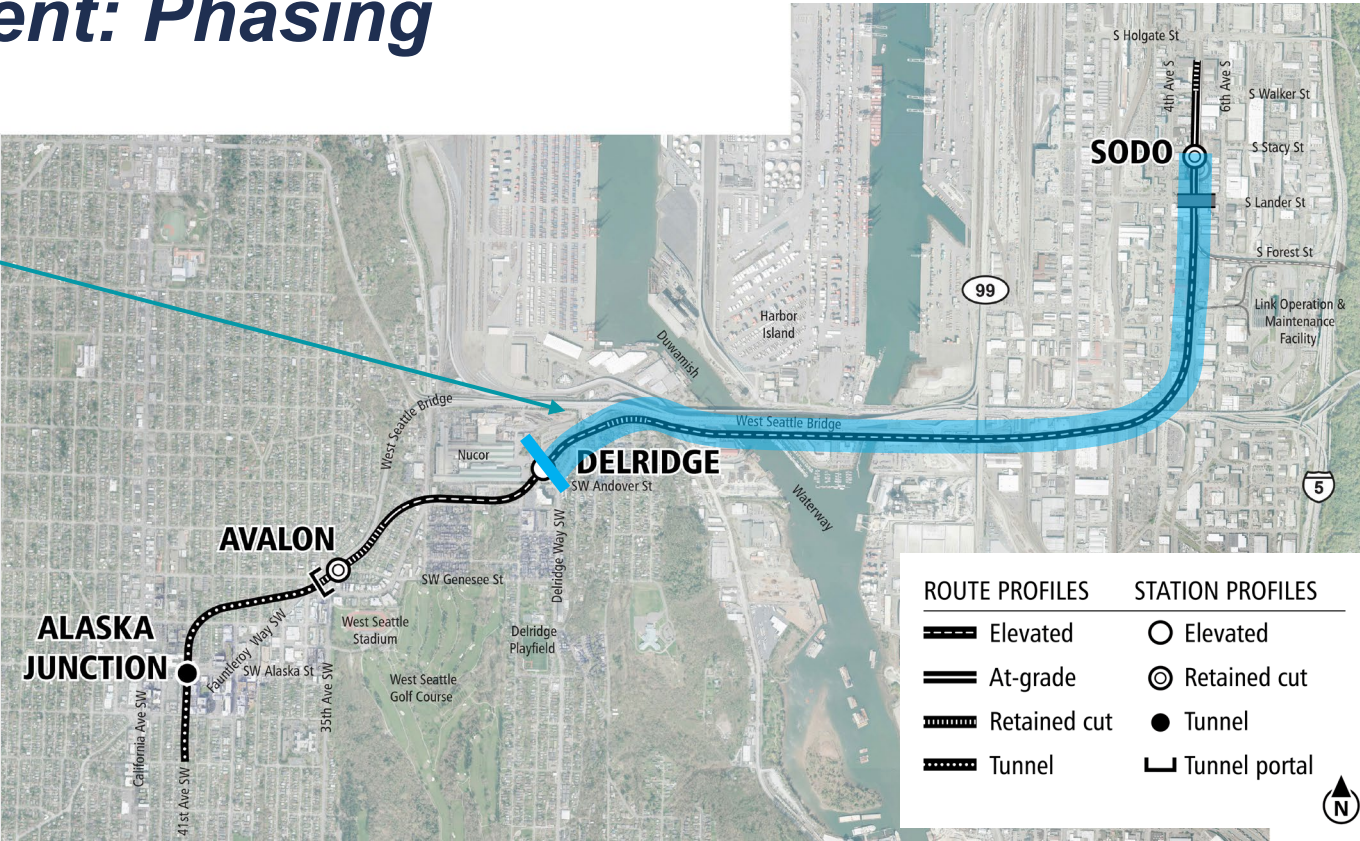 ent: Phasing
S Holgate St
4th Ave S
6th Ave S
S Walker St
SODO
S Stacy St
S Lander St
S Forest St
99
Link Operation &
Maintenance
Facility
Harbor
Island
Duwamish
West Seattle Bridge
West Seattle Bridge
Nucor
DELRIDGE
SW Andover St
5
Waterway
AVALON
Delridge Way SW
SW Genesee St
ALASKA
JUNCTION
Fauntleroy Way SW
West Seattle
Stadium
Delridge
Playfield
SW Alaska St
35th Ave SW
West Seattle
Golf Course
California Ave SW
41st Ave SW
ROUTE PROFILES
Elevated
At-grade
Retained cut
Tunnel
STATION PROFILES
Elevated
Retained cut
Tunnel
Tunnel portal
N